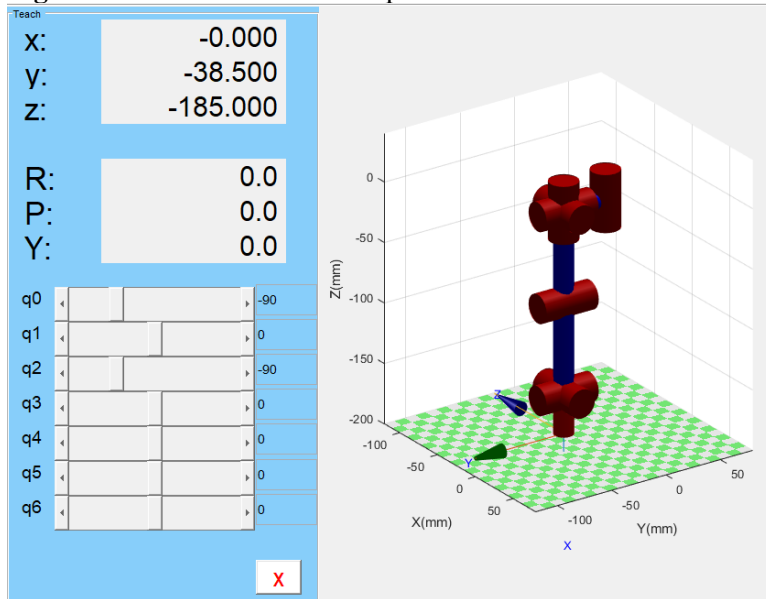 Teach
x: -0.000
y: -38.500
z: -185.000
R: 0.0
P: 0.0
Y: 0.0
q0 -90
q1 0
q2 -90
q3 0
q4 0
q5 0
q6 0
X
Z(mm)
0
-50
-100
-150
-200
-100
-50
0
50
X(mm)
-100
-50
0
50
Y(mm)
Z
Y
X